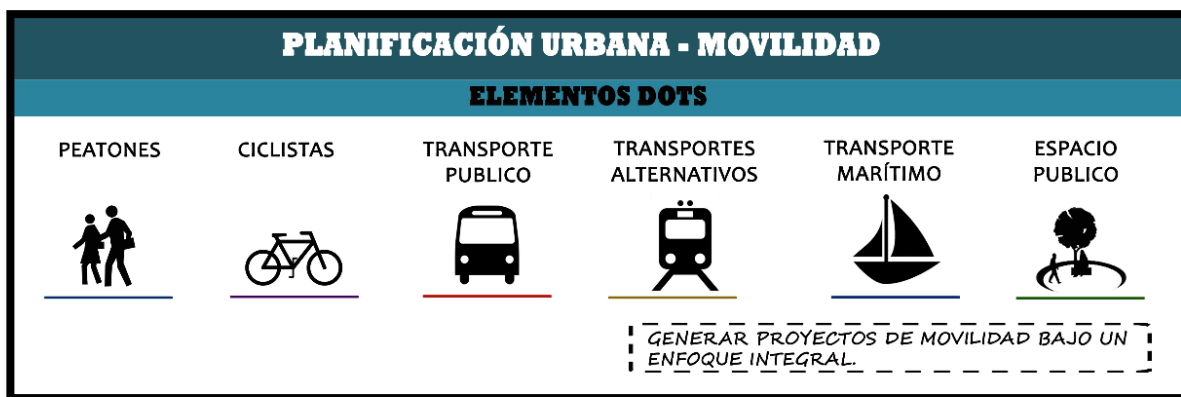 PLANIFICACIÓN URBANA - MOVILIDAD
ELEMENTOS DOTS
PEATONES
CICLISTAS
TRANSPORTE
PUBLICO
TRANSPORTES
ALTERNATIVOS
TRANSPORTE
MARÍTIMO
ESPACIO
PUBLICO
GENERAR PROYECTOS DE MOVILIDAD BAJO UN
ENFOQUE INTEGRAL.